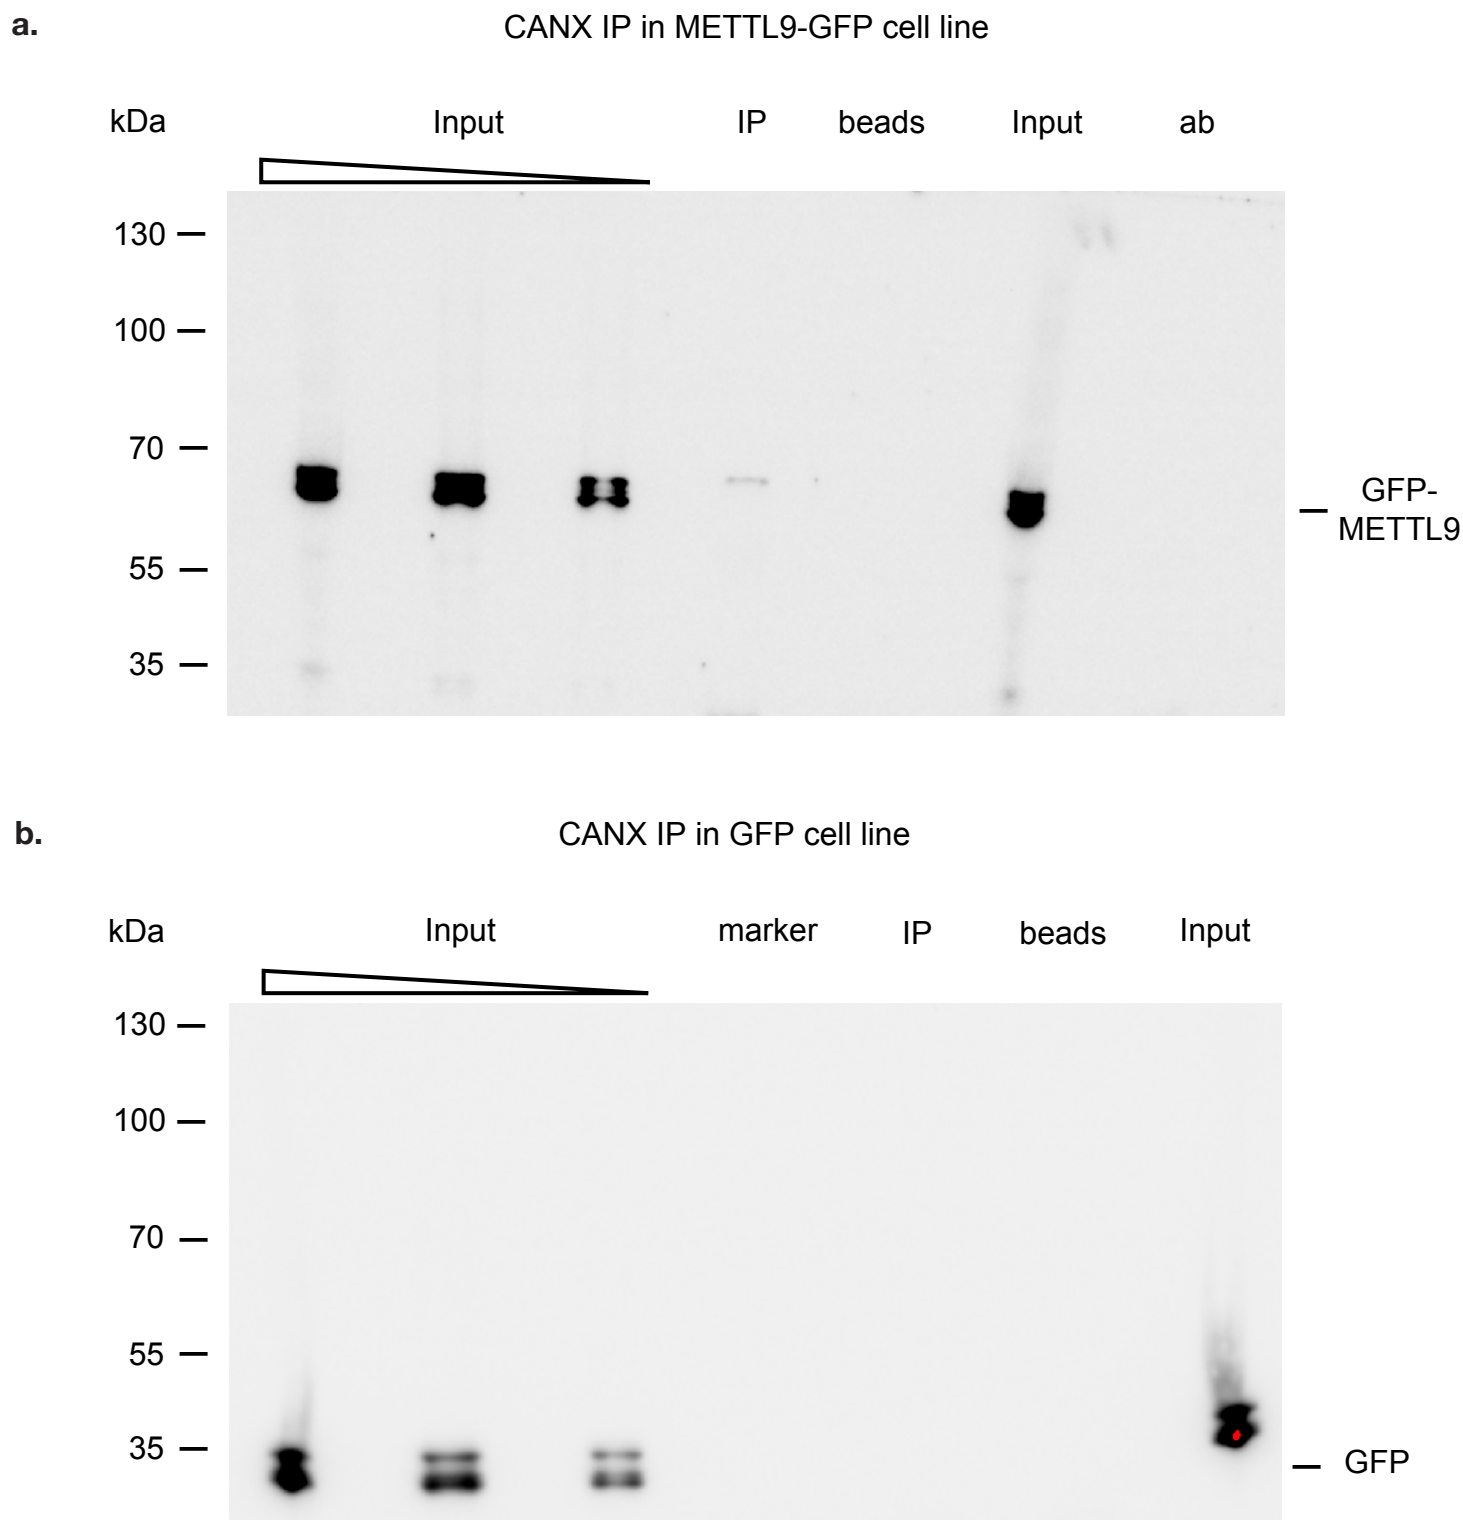 a.
CANX IP in METTL9-GFP cell line
kDa Input IP beads Input ab
130
100
70
55
35
GFP-
METTL9
b.
CANX IP in GFP cell line
kDa Input marker IP beads Input
130
100
70
55
35
GFP